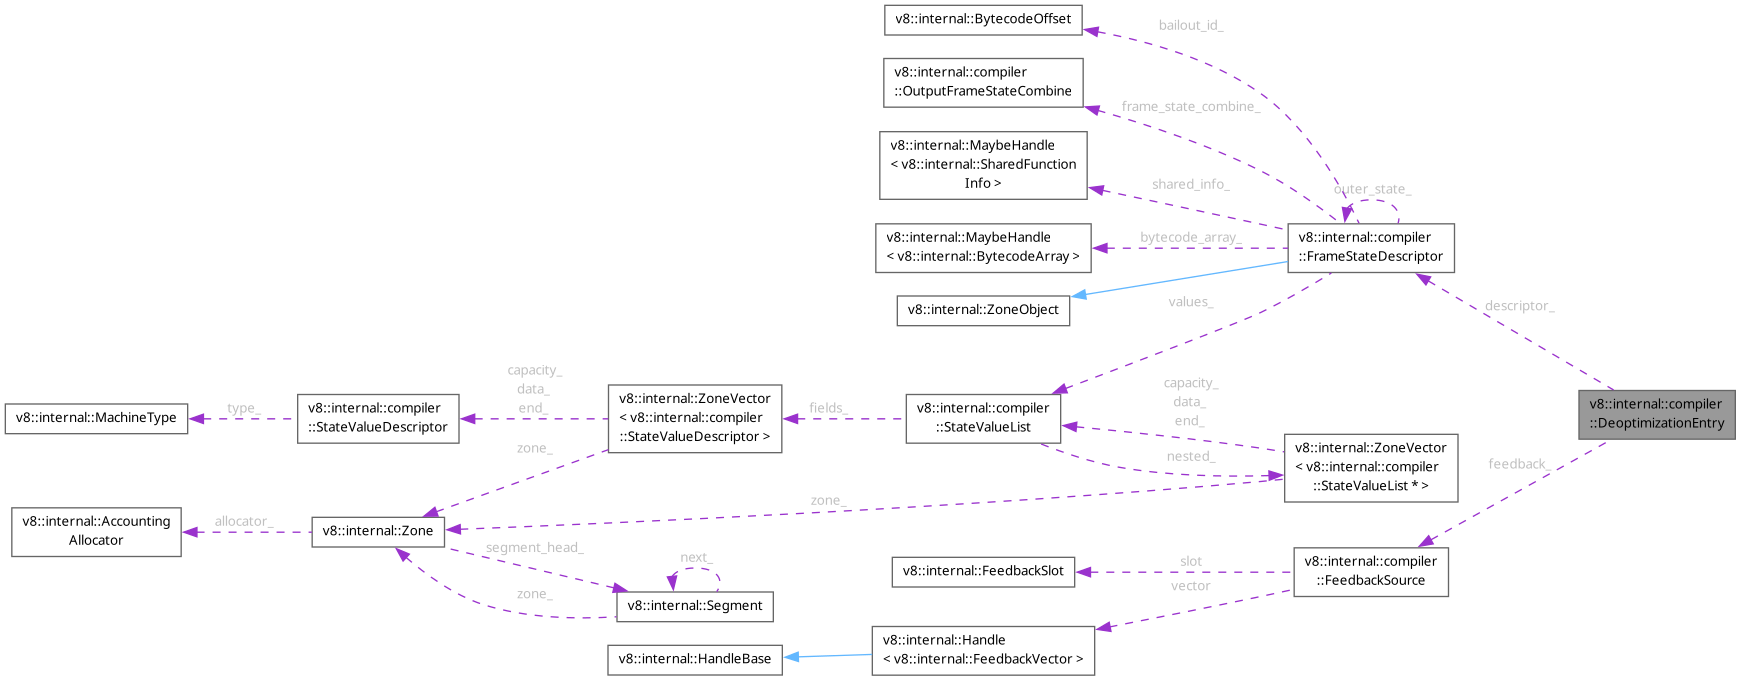 v8::internal::BytecodeOffset
bailout_id_
v8::internal::compiler
::OutputFrameStateCombine
frame_state_combine_
v8::internal::MaybeHandle
< v8::internal::SharedFunction
Info >
shared_info_
outer_state_
v8::internal::MaybeHandle
< v8::internal::BytecodeArray >
bytecode_array_
v8::internal::compiler
::FrameStateDescriptor
v8::internal::ZoneObject
values_
descriptor_
v8::internal::MachineType
type_
v8::internal::compiler
::StateValueDescriptor
capacity_
data_
end_
v8::internal::ZoneVector
< v8::internal::compiler
::StateValueDescriptor >
fields_
v8::internal::compiler
::StateValueList
capacity_
data_
end_
nested_
v8::internal::ZoneVector
< v8::internal::compiler
::StateValueList * >
v8::internal::compiler
::DeoptimizationEntry
zone_
zone_
feedback_
v8::internal::Accounting
Allocator
allocator_
v8::internal::Zone
segment_head_
next_
zone_
v8::internal::Segment
v8::internal::FeedbackSlot
slot
vector
v8::internal::compiler
::FeedbackSource
v8::internal::HandleBase
v8::internal::Handle
< v8::internal::FeedbackVector >